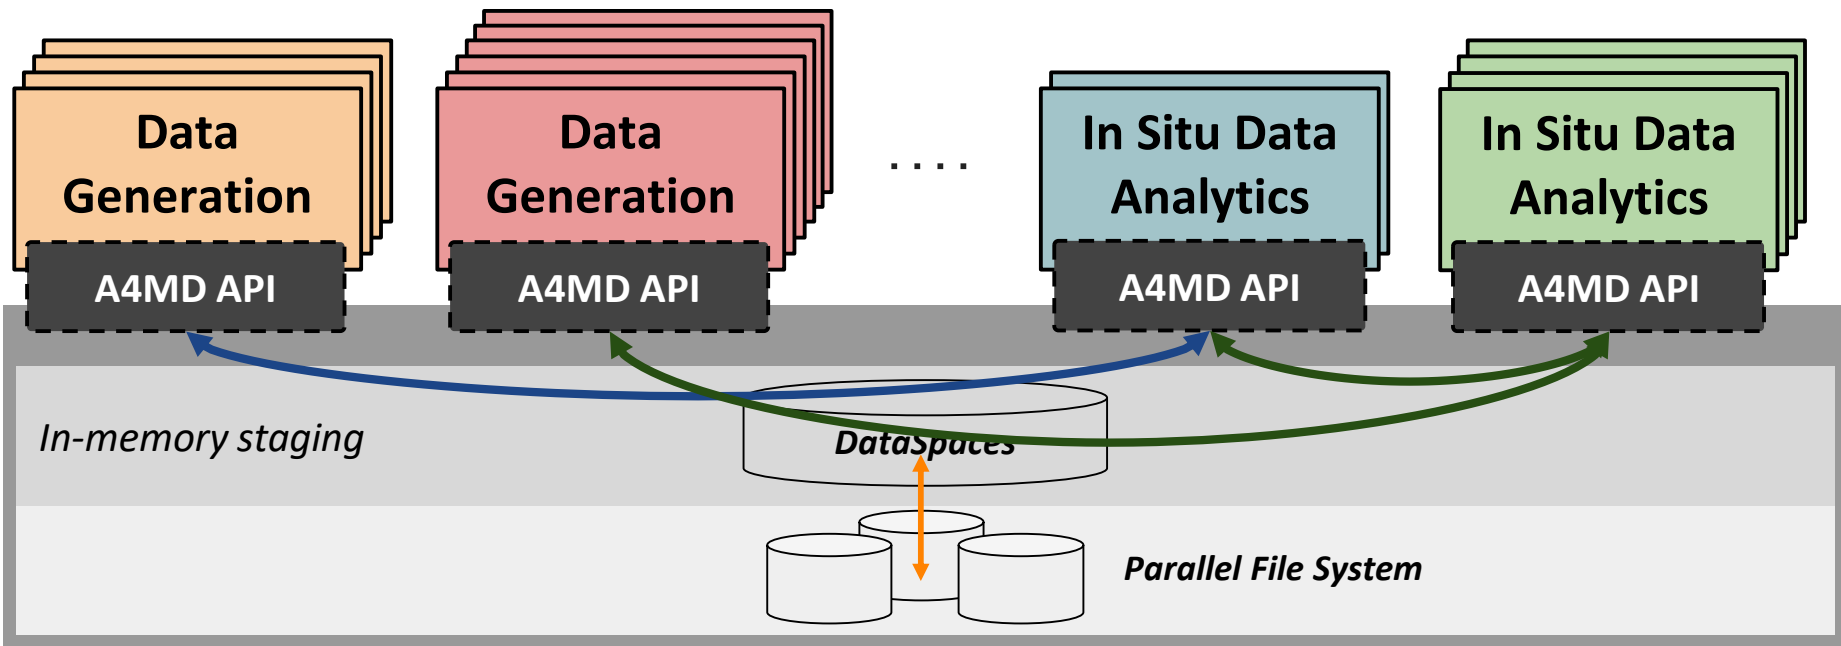 Data
Generation
A4MD API
Data
Generation
A4MD API
. . . .
In Situ Data
Analytics
A4MD API
In Situ Data
Analytics
A4MD API
In-memory staging
DataSpaces
Parallel File System